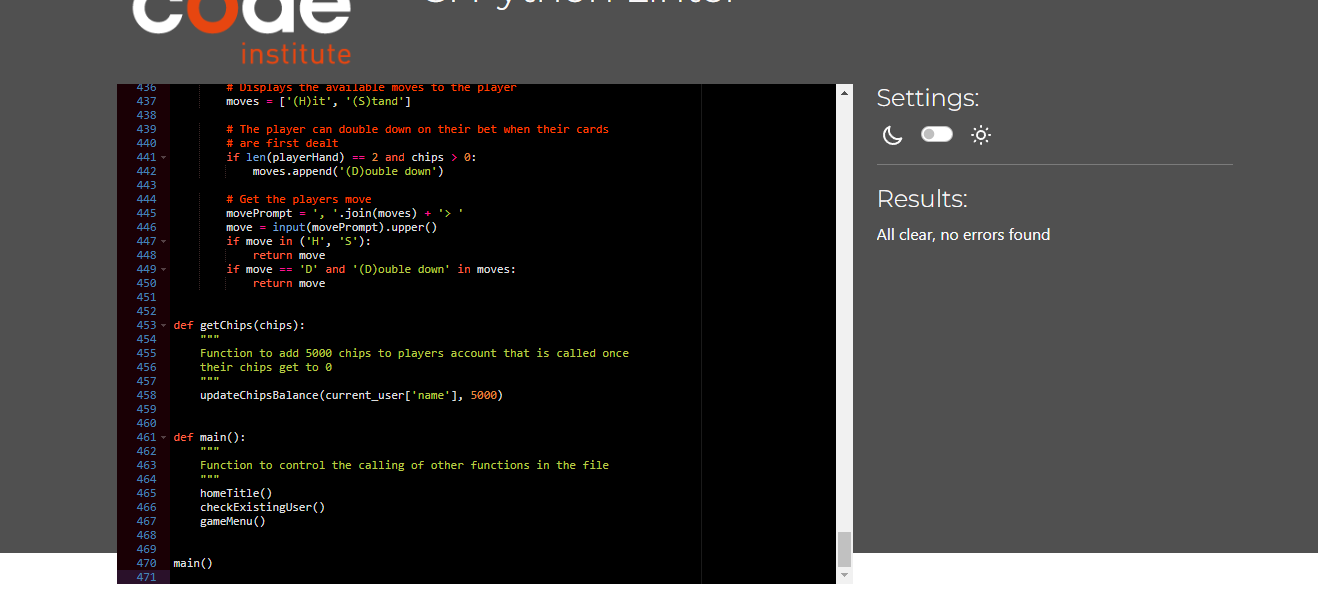 code
institute
CI Python Linter
436 # Displays the available moves to the player
437 moves = ['(H)it', '(S)tand']
438
439 # The player can double down on their bet when their cards
440 # are first dealt
441 if len(playerHand) == 2 and chips > 0:
442 moves.append('(D)ouble down')
443
444 # Get the players move
445 movePrompt = ', '.join(moves) + '> '
446 move = input(movePrompt).upper()
447 if move in ('H', 'S'):
448 return move
449 if move == 'D' and '(D)ouble down' in moves:
450 return move
451
452
453 def getChips(chips):
454 """
455 Function to add 5000 chips to players account that is called once
456 their chips get to 0
457 """
458 updateChipsBalance(current_user['name'], 5000)
459
460
461 def main():
462 """
463 Function to control the calling of other functions in the file
464 """
465 homeTitle()
466 checkExistingUser()
467 gameMenu()
468
469
470 main()
471
Settings:
Results:
All clear, no errors found